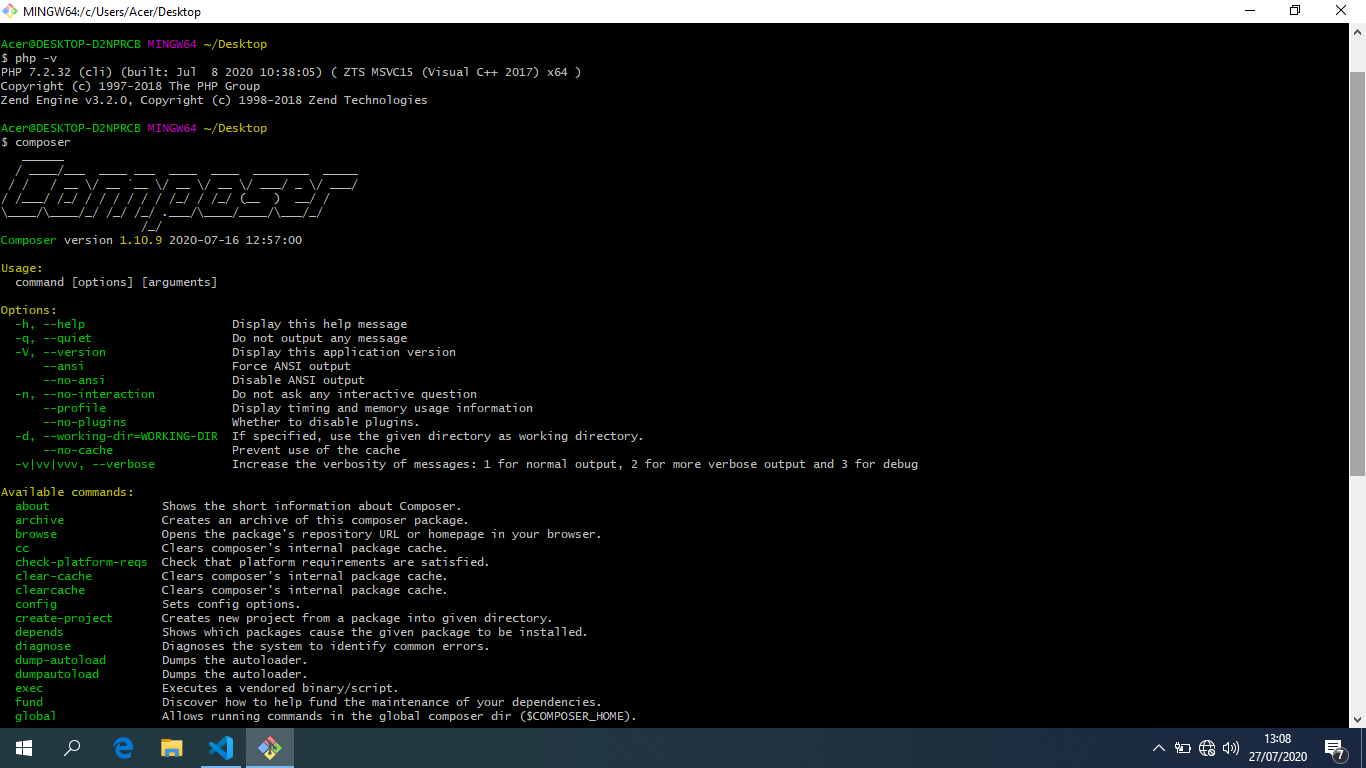 MINGW64:/c/Users/Acer/Desktop
Acer@DESKTOP-D2NPRCB MINGW64 ~/Desktop
$ php -v
PHP 7.2.32 (cli) (built: Jul  8 2020 10:38:05) ( ZTS MSVC15 (Visual C++ 2017) x64 )
Copyright (c) 1997-2018 The PHP Group
Zend Engine v3.2.0, Copyright (c) 1998-2018 Zend Technologies
Acer@DESKTOP-D2NPRCB MINGW64 ~/Desktop
$ composer
Composer
Composer version 1.10.9 2020-07-16 12:57:00
Usage:
command [options] [arguments]
Options:
-h, --help Display this help message
-q, --quiet Do not output any message
-V, --version Display this application version
--ansi Force ANSI output
--no-ansi Disable ANSI output
-n, --no-interaction Do not ask any interactive question
--profile Display timing and memory usage information
--no-plugins Whether to disable plugins.
-d, --working-dir=WORKING-DIR If specified, use the given directory as working directory.
--no-cache Prevent use of the cache
-v|vv|vvv, --verbose Increase the verbosity of messages: 1 for normal output, 2 for more verbose output and 3 for debug
Available commands:
about Shows the short information about Composer.
archive Creates an archive of this composer package.
browse Opens the package's repository URL or homepage in your browser.
cc Clears composer's internal package cache.
check-platform-reqs Check that platform requirements are satisfied.
clear-cache Clears composer's internal package cache.
clearcache Clears composer's internal package cache.
config Sets config options.
create-project Creates new project from a package into given directory.
depends Shows which packages cause the given package to be installed.
diagnose Diagnoses the system to identify common errors.
dump-autoload Dumps the autoloader.
dumpautoload Dumps the autoloader.
exec Executes a vendored binary/script.
fund Discover how to help fund the maintenance of your dependencies.
global Allows running commands in the global composer dir ($COMPOSER_HOME).
13:08
27/07/2020
7